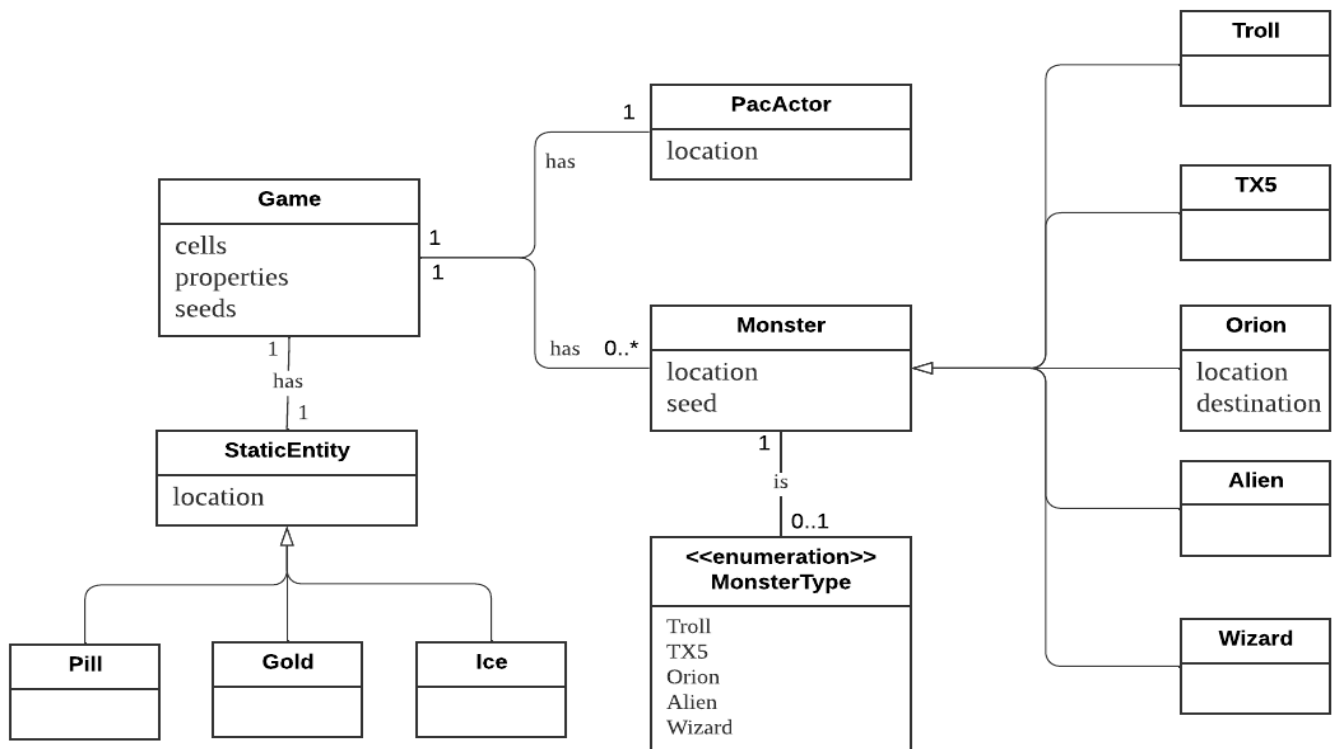 Troll
PacActor
location
1
has
TX5
Game
cells
properties
seeds
1
1
has
0..*
Monster
location
seed
Orion
location
destination
1
has
1
StaticEntity
location
1
is
0..1
Alien
<<enumeration>>
MonsterType
Troll
TX5
Orion
Alien
Wizard
Wizard
Pill
Gold
Ice